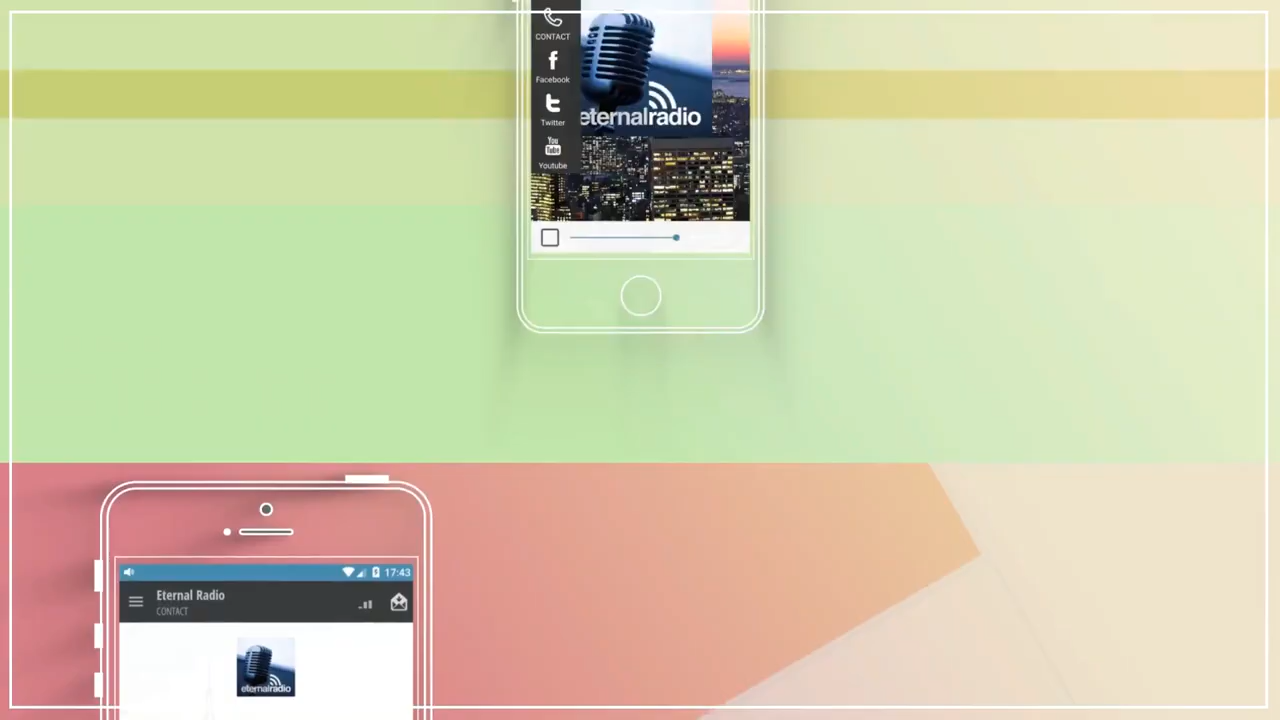 CONTACT
Facebook
Twitter
You
Tube
Youtube
eternalradio
17:43
Eternal Radio
CONTACT
eternalradio